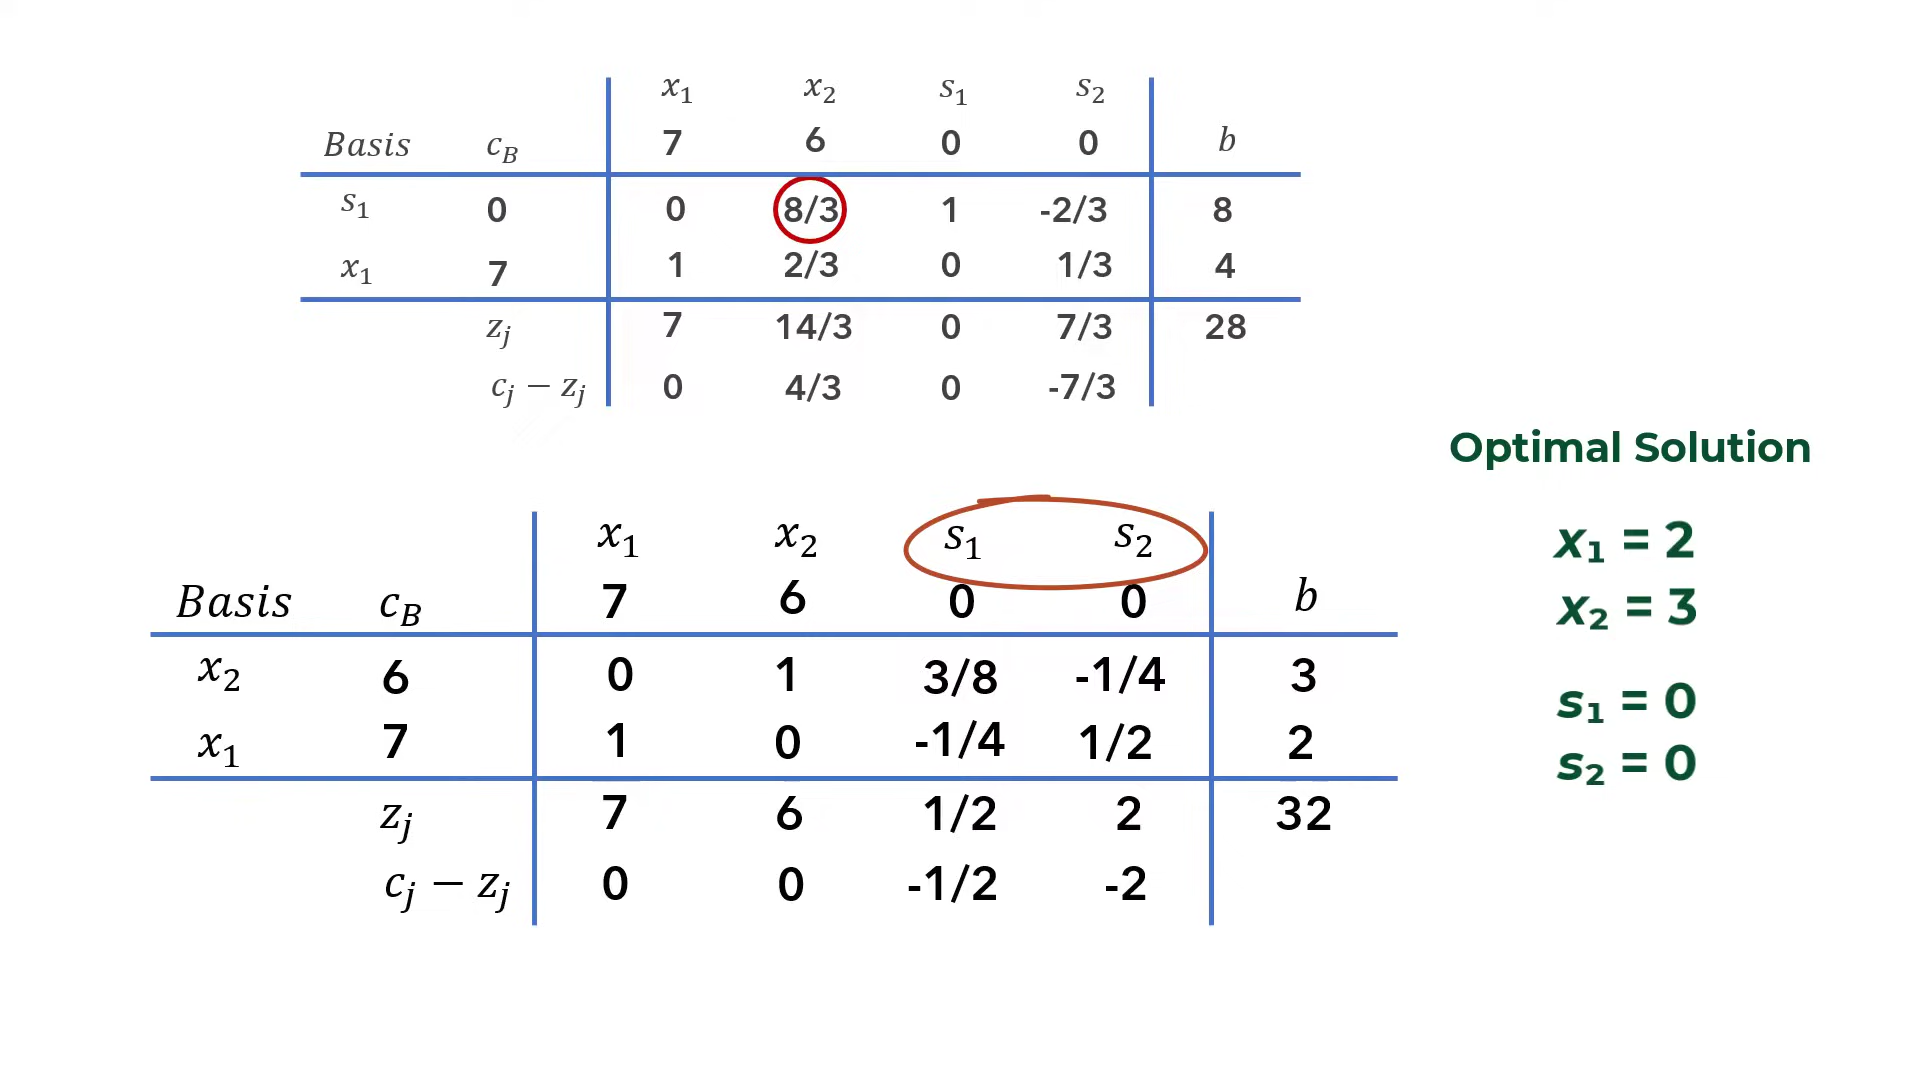 x₁ x₂ s₁ s₂
Basis c_B 7 6 0 0 b
s₁ 0 0 8/3 1 -2/3 8
x₁ 7 1 2/3 0 1/3 4
z_j 7 14/3 0 7/3 28
c_j − z_j 0 4/3 0 -7/3
Optimal Solution
x₁ = 2
x₂ = 3
s₁ = 0
s₂ = 0
x₁ x₂ s₁ s₂
Basis c_B 7 6 0 0 b
x₂ 6 0 1 3/8 -1/4 3
x₁ 7 1 0 -1/4 1/2 2
z_j 7 6 1/2 2 32
c_j − z_j 0 0 -1/2 -2